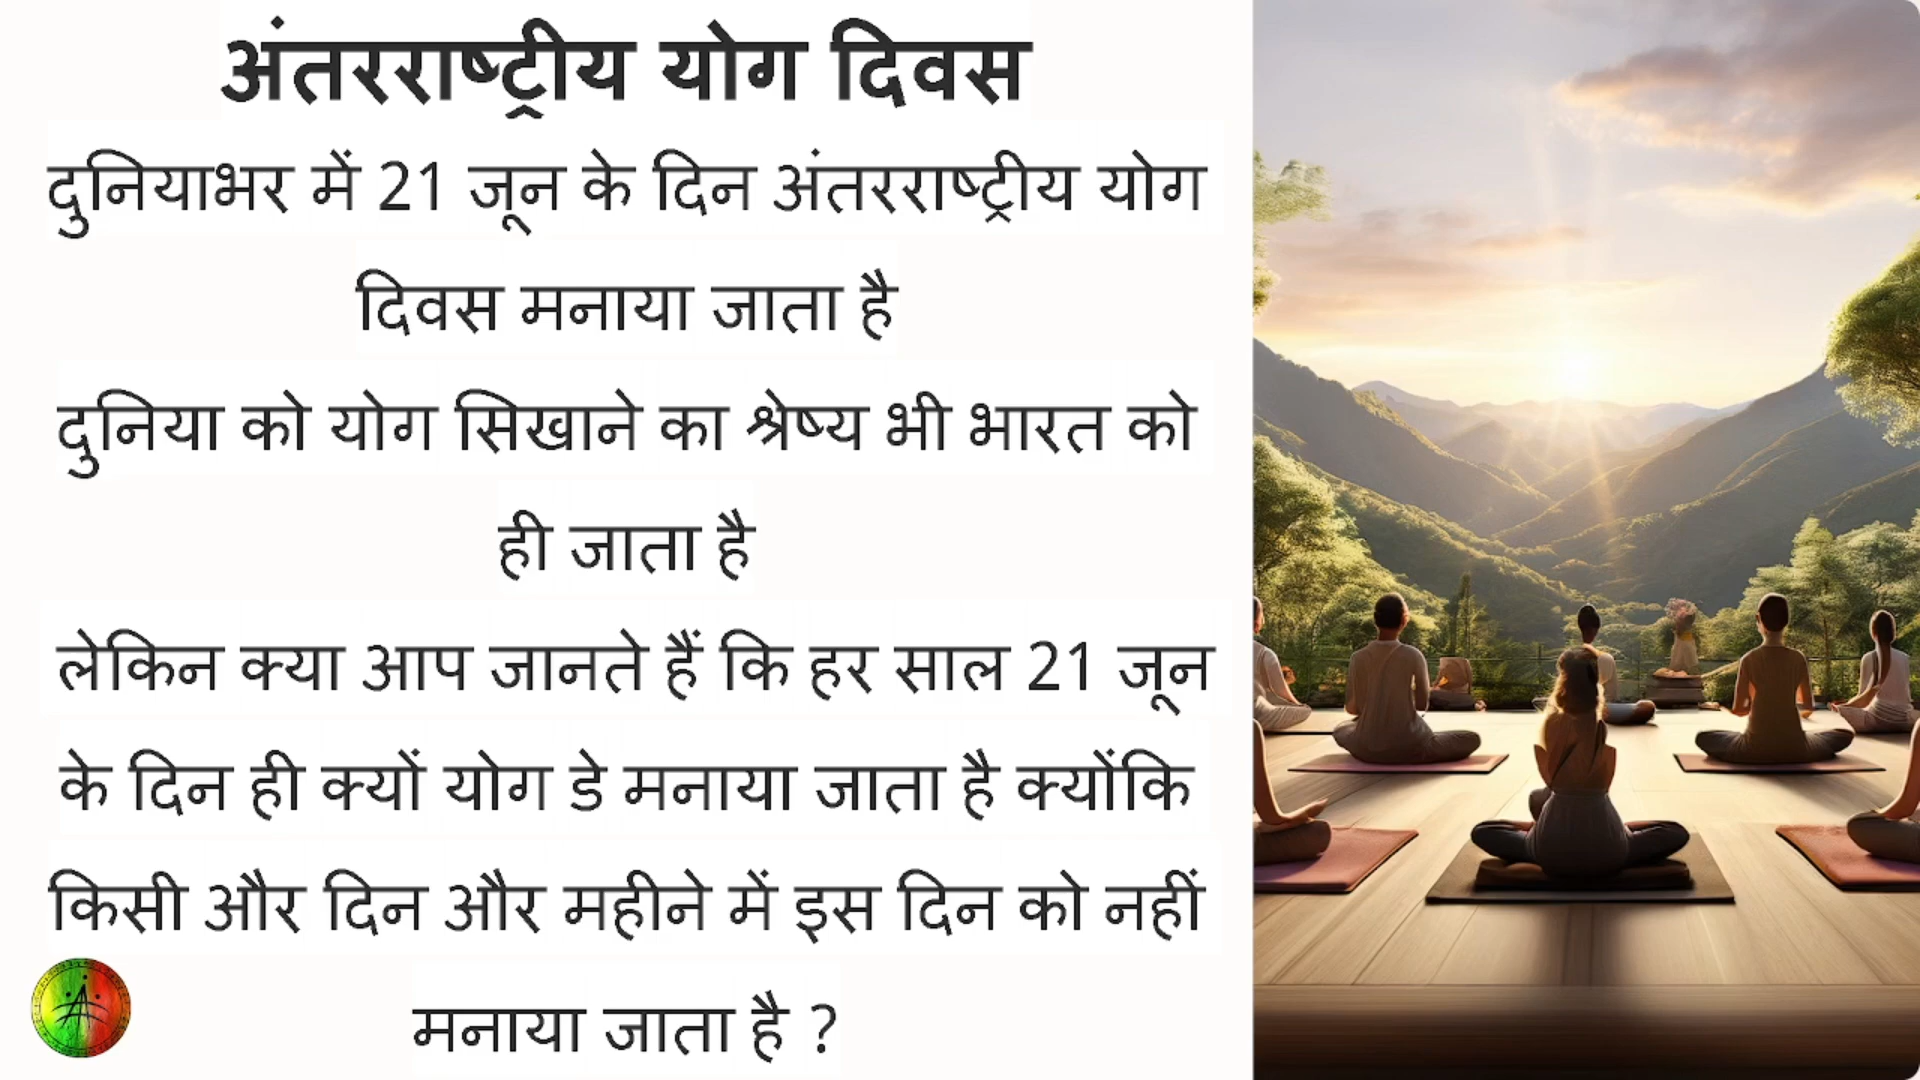 अंतरराष्ट्रीय योग दिवस
दुनियाभर में 21 जून के दिन अंतरराष्ट्रीय योग
दिवस मनाया जाता है
दुनिया को योग सिखाने का श्रेष्य भी भारत को
ही जाता है
लेकिन क्या आप जानते हैं कि हर साल 21 जून
के दिन ही क्यों योग डे मनाया जाता है क्योंकि
किसी और दिन और महीने में इस दिन को नहीं
मनाया जाता है ?